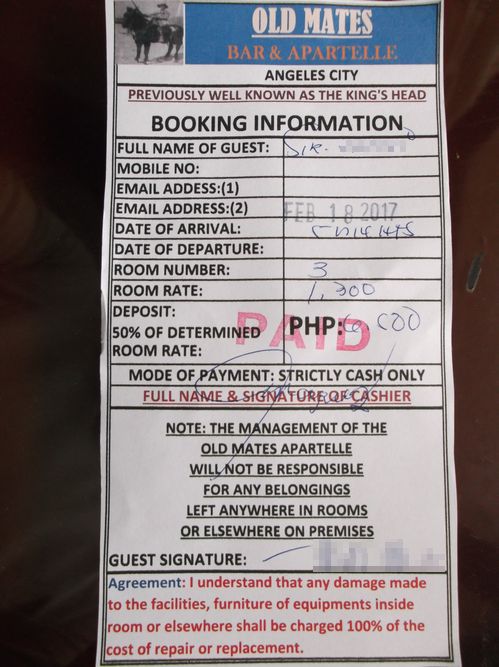 OLD MATES
BAR & APARTELLE
ANGELES CITY
PREVIOUSLY WELL KNOWN AS THE KING'S HEAD
BOOKING INFORMATION
FULL NAME OF GUEST: Sir.
MOBILE NO:
EMAIL ADDESS:(1)
EMAIL ADDRESS:(2) FEB 18 2017
DATE OF ARRIVAL:
DATE OF DEPARTURE:
ROOM NUMBER: 3
ROOM RATE: 1,300
DEPOSIT:
50% OF DETERMINED PHP:
ROOM RATE:
PAID
MODE OF PAYMENT: STRICTLY CASH ONLY
FULL NAME & SIGNATURE OF CASHIER
NOTE: THE MANAGEMENT OF THE
OLD MATES APARTELLE
WILL NOT BE RESPONSIBLE
FOR ANY BELONGINGS
LEFT ANYWHERE IN ROOMS
OR ELSEWHERE ON PREMISES
GUEST SIGNATURE:
Agreement: I understand that any damage made
to the facilities, furniture of equipments inside
room or elsewhere shall be charged 100% of the
cost of repair or replacement.